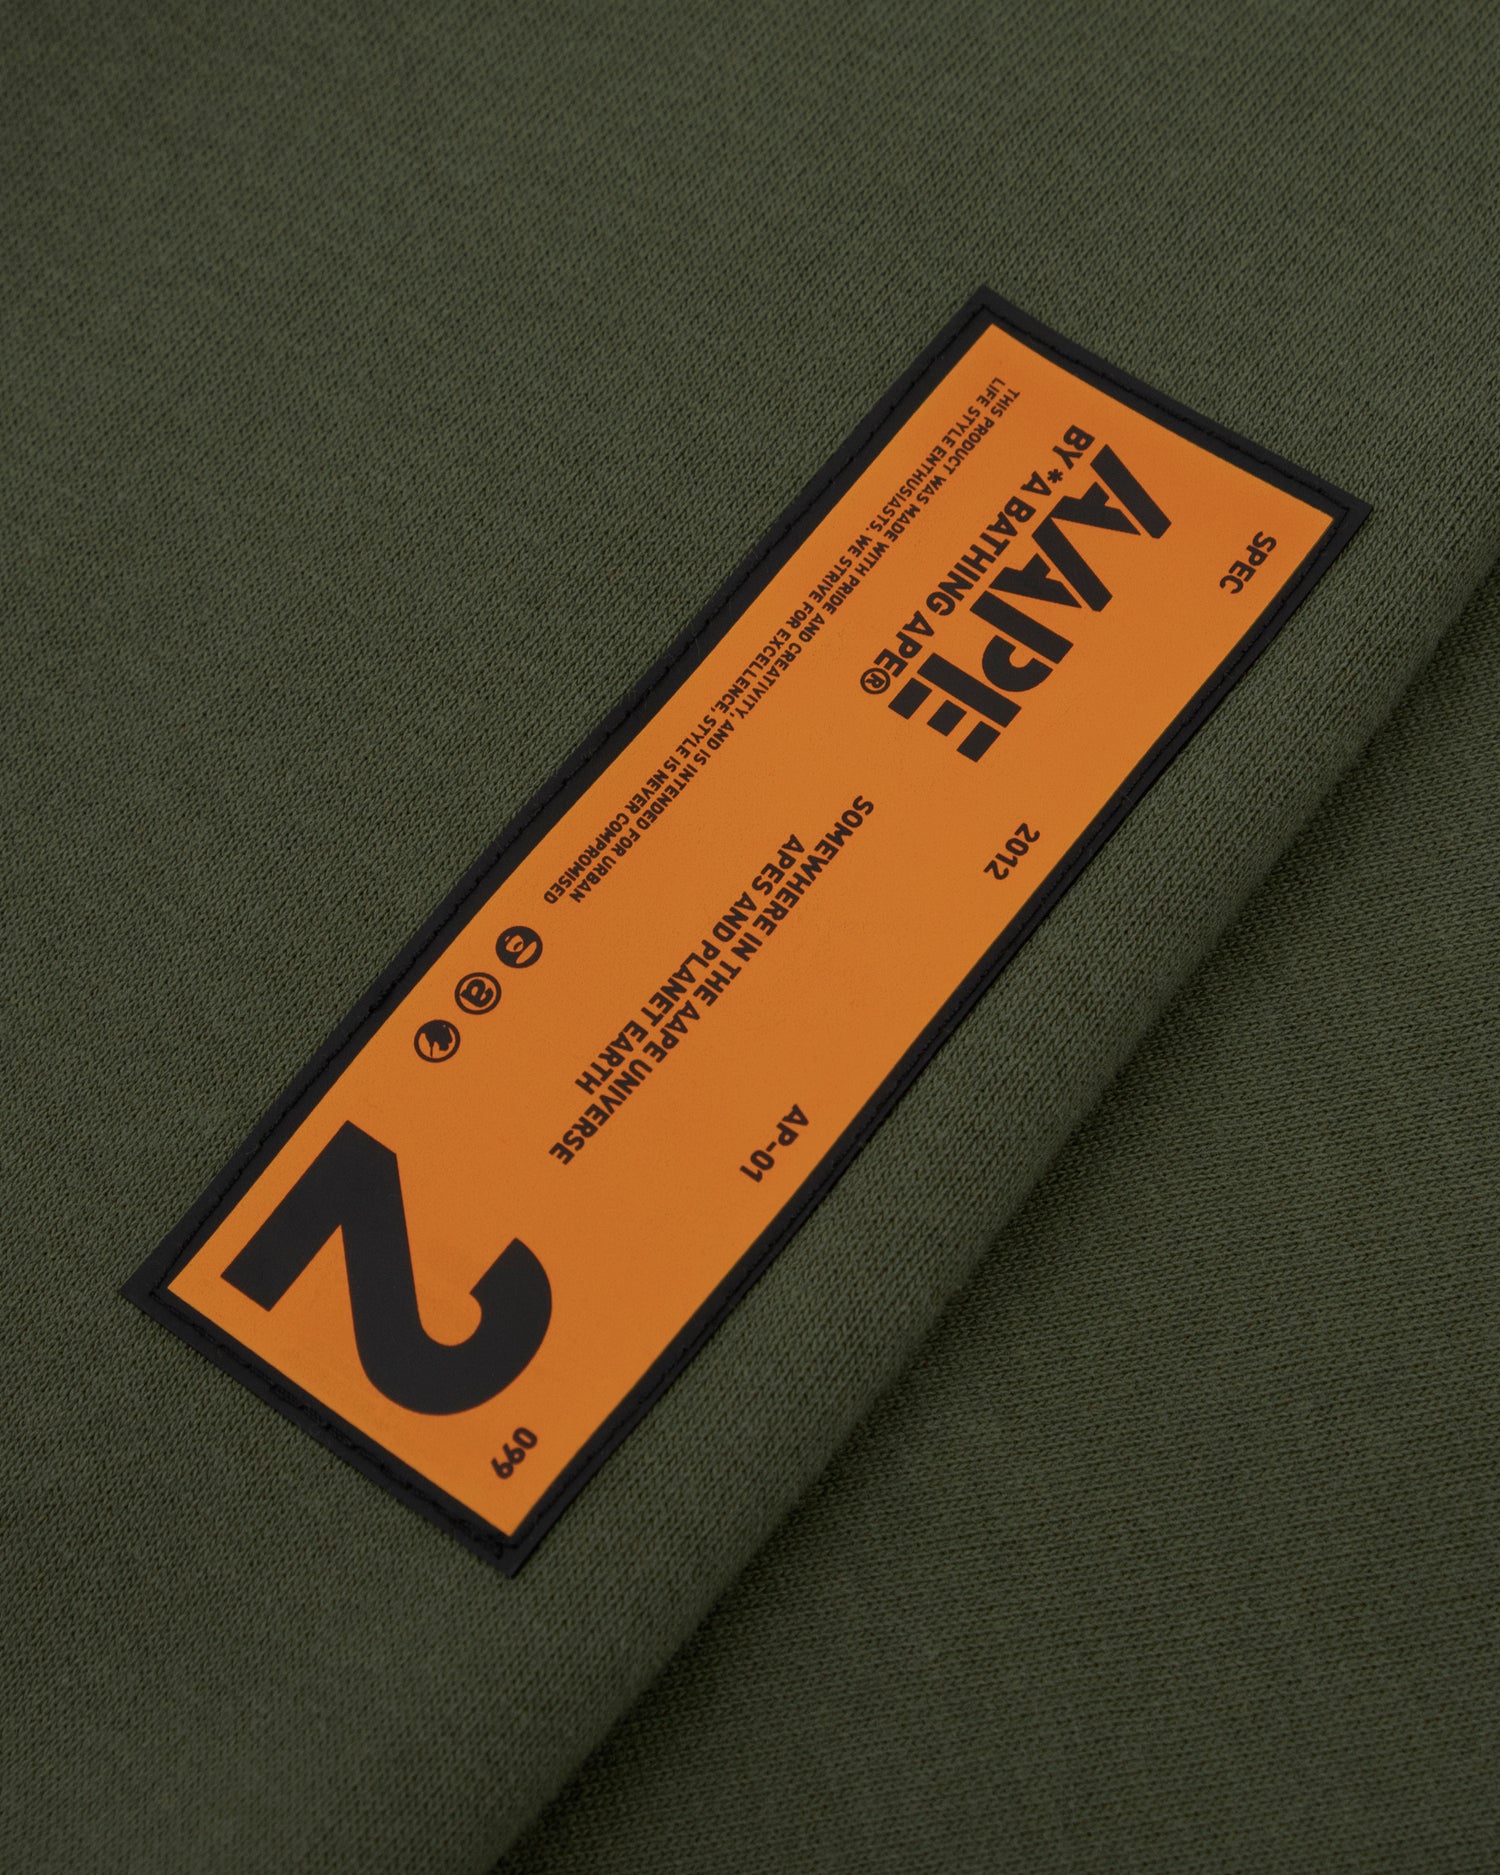 SPEC
2012
AP-01
099
AAPE
BY *A BATHING APE®
SOMEWHERE IN THE AAPE UNIVERSE
APES AND PLANET EARTH
2
THIS PRODUCT WAS MADE WITH PRIDE AND CREATIVITY, AND IS INTENDED FOR URBAN
LIFE STYLE ENTHUSIASTS. WE STRIVE FOR EXCELLENCE, STYLE IS NEVER COMPROMISED
a